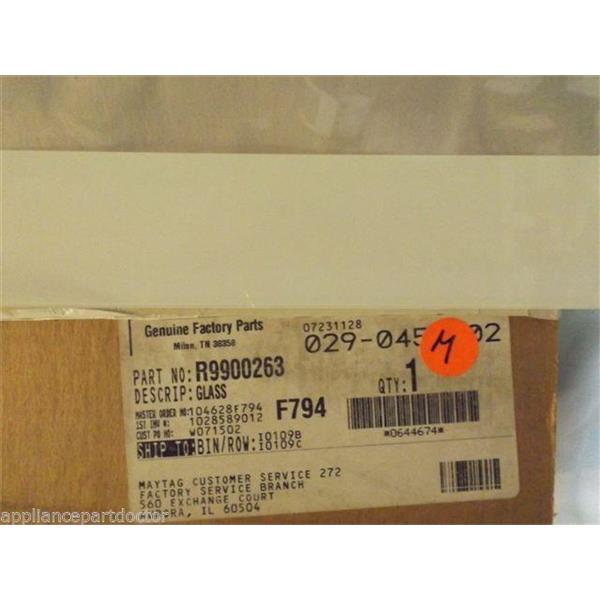 Genuine Factory Parts
Milan, TN 38358
07231128
029-045 02
M
PART NO: R9900263
DESCRIP: GLASS
QTY: 1
MASTER ORDER NO: 104628F794
F794
1ST INV #: 1028589012
CUST PO NO: W071502
*0644674*
SHIP TO: BIN/ROW: I0109B
I0109C
MAYTAG CUSTOMER SERVICE 272
FACTORY SERVICE BRANCH
560 EXCHANGE COURT
IL 60504
appliancepartdoctor